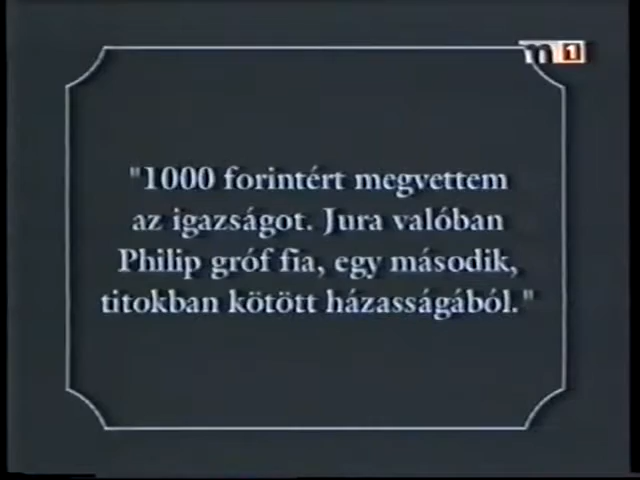 m1
"1000 forintért megvettem
az igazságot. Jura valóban
Philip gróf fia, egy második,
titokban kötött házasságából."